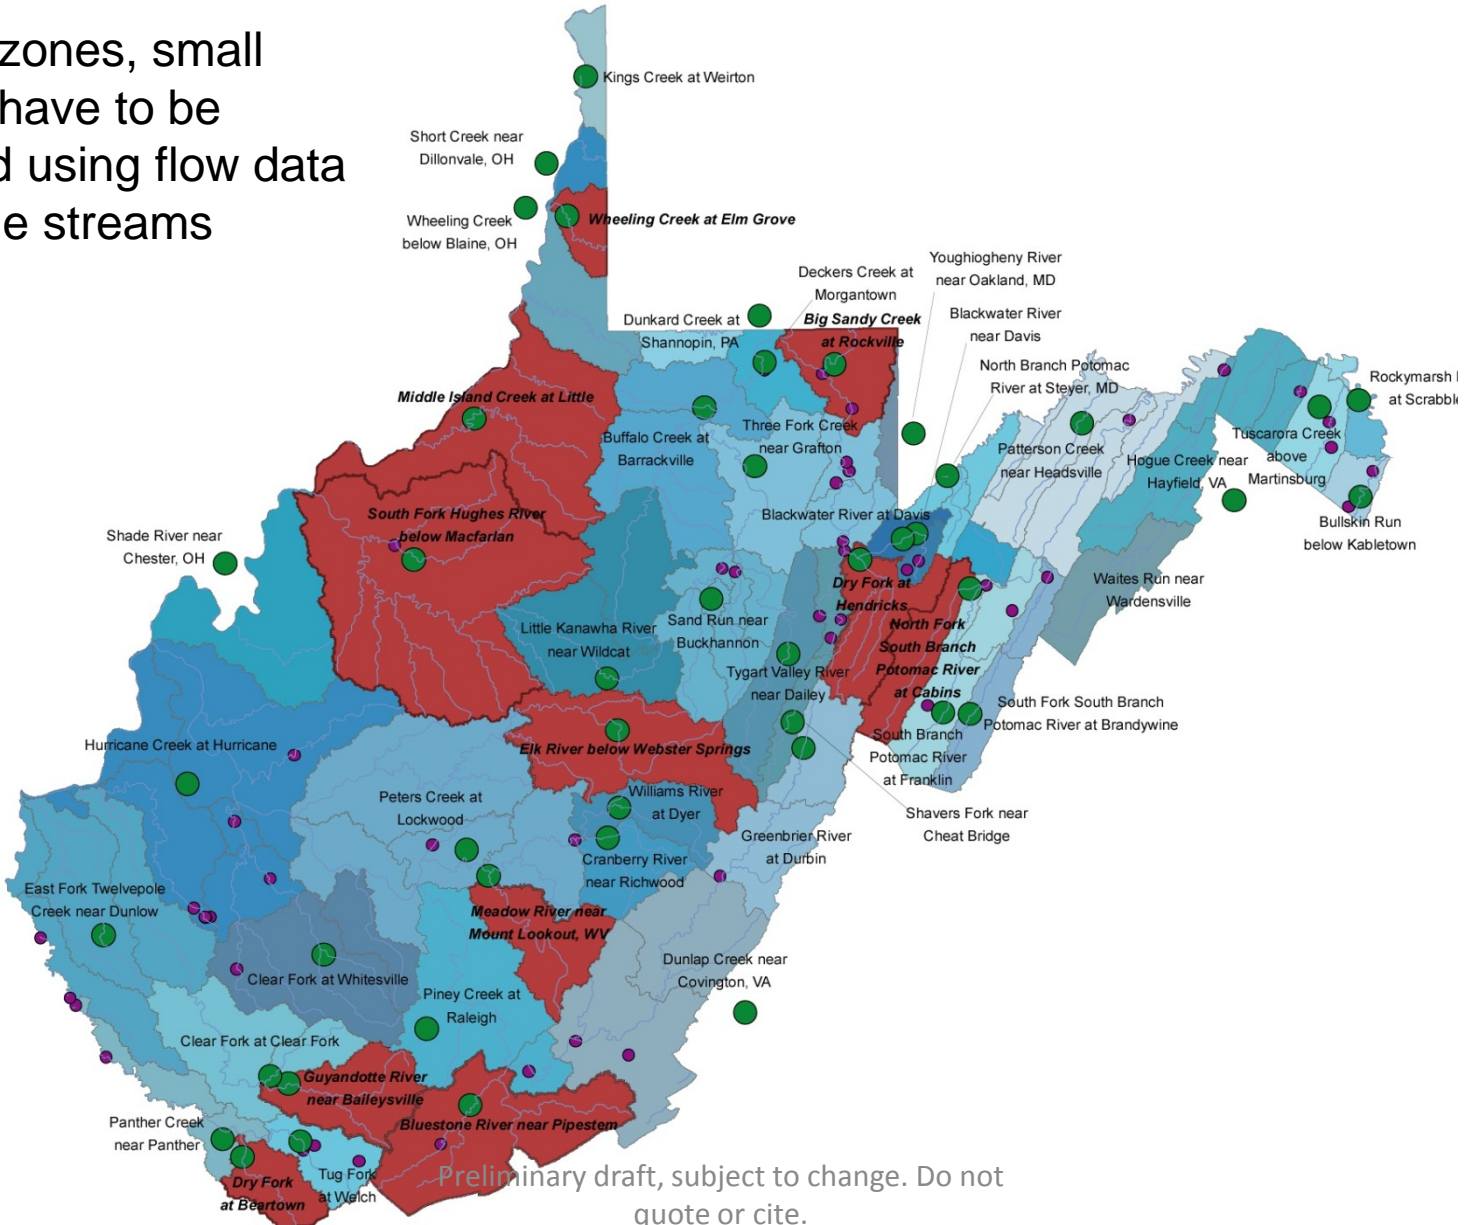 zones, small
have to be
d using flow data
e streams
Kings Creek at Weirton
Short Creek near
Dillonvale, OH
Wheeling Creek
below Blaine, OH
Wheeling Creek at Elm Grove
Youghiogheny River
near Oakland, MD
Deckers Creek at
Morgantown
Blackwater River
near Davis
Dunkard Creek at
Shannopin, PA
Big Sandy Creek
at Rockville
North Branch Potomac
River at Steyer, MD
Rockymarsh
at Scrabble
Middle Island Creek at Little
Buffalo Creek at
Barrackville
Three Fork Creek
near Grafton
Patterson Creek
near Headsville
Hogue Creek near
Hayfield, VA
Tuscarora Creek
above
Martinsburg
Bullskin Run
below Kabletown
South Fork Hughes River
below Macfarlan
Blackwater River at Davis
Shade River near
Chester, OH
Dry Fork at
Hendricks
Waites Run near
Wardensville
Little Kanawha River
near Wildcat
Sand Run near
Buckhannon
North Fork
South Branch
Potomac River
at Cabins
Tygart Valley River
near Dailey
South Fork South Branch
Potomac River at Brandywine
South Branch
Potomac River
at Franklin
Hurricane Creek at Hurricane
Elk River below Webster Springs
Peters Creek at
Lockwood
Williams River
at Dyer
Shavers Fork near
Cheat Bridge
Greenbrier River
at Durbin
Cranberry River
near Richwood
East Fork Twelvepole
Creek near Dunlow
Meadow River near
Mount Lookout, WV
Clear Fork at Whitesville
Dunlap Creek near
Covington, VA
Piney Creek at
Raleigh
Clear Fork at Clear Fork
Guyandotte River
near Baileysville
Panther Creek
near Panther
Bluestone River near Pipestem
Dry Fork
at Beartown
Tug Fork
at Welch
Preliminary draft, subject to change. Do not
quote or cite.